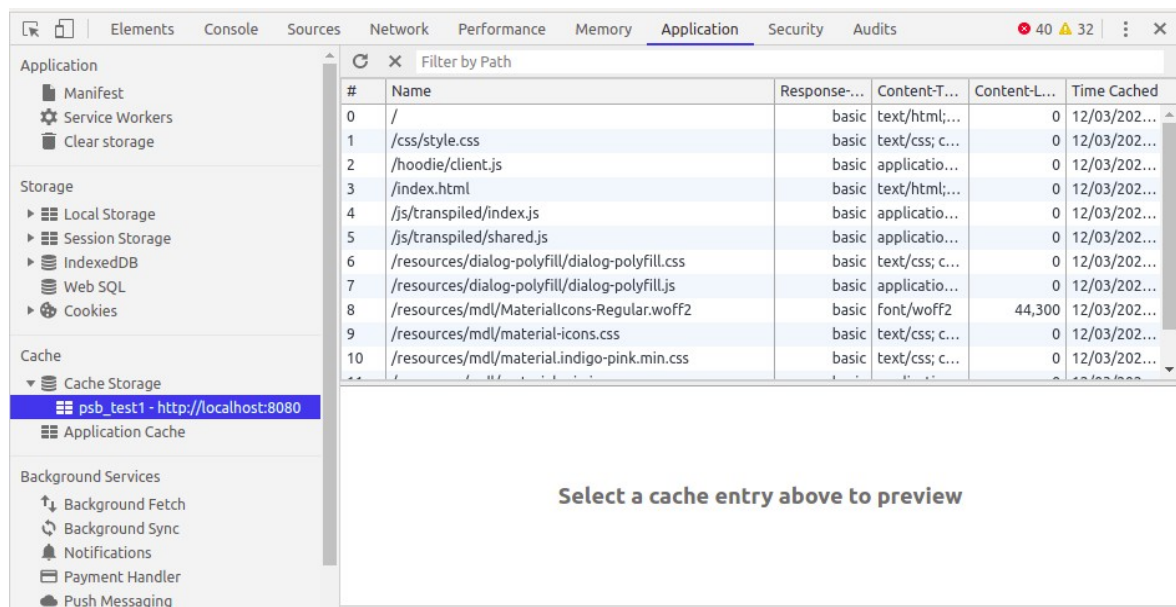 Elements Console Sources Network Performance Memory Application Security Audits 40 32
Application
Manifest
Service Workers
Clear storage
Storage
Local Storage
Session Storage
IndexedDB
Web SQL
Cookies
Cache
Cache Storage
psb_test1 - http://localhost:8080
Application Cache
Background Services
Background Fetch
Background Sync
Notifications
Payment Handler
Push Messaging
Filter by Path
# Name Response-... Content-T... Content-L... Time Cached
0 / basic text/html;... 0 12/03/202...
1 /css/style.css basic text/css; c... 0 12/03/202...
2 /hoodie/client.js basic applicatio... 0 12/03/202...
3 /index.html basic text/html;... 0 12/03/202...
4 /js/transpiled/index.js basic applicatio... 0 12/03/202...
5 /js/transpiled/shared.js basic applicatio... 0 12/03/202...
6 /resources/dialog-polyfill/dialog-polyfill.css basic text/css; c... 0 12/03/202...
7 /resources/dialog-polyfill/dialog-polyfill.js basic applicatio... 0 12/03/202...
8 /resources/mdl/MaterialIcons-Regular.woff2 basic font/woff2 44,300 12/03/202...
9 /resources/mdl/material-icons.css basic text/css; c... 0 12/03/202...
10 /resources/mdl/material.indigo-pink.min.css basic text/css; c... 0 12/03/202...
Select a cache entry above to preview